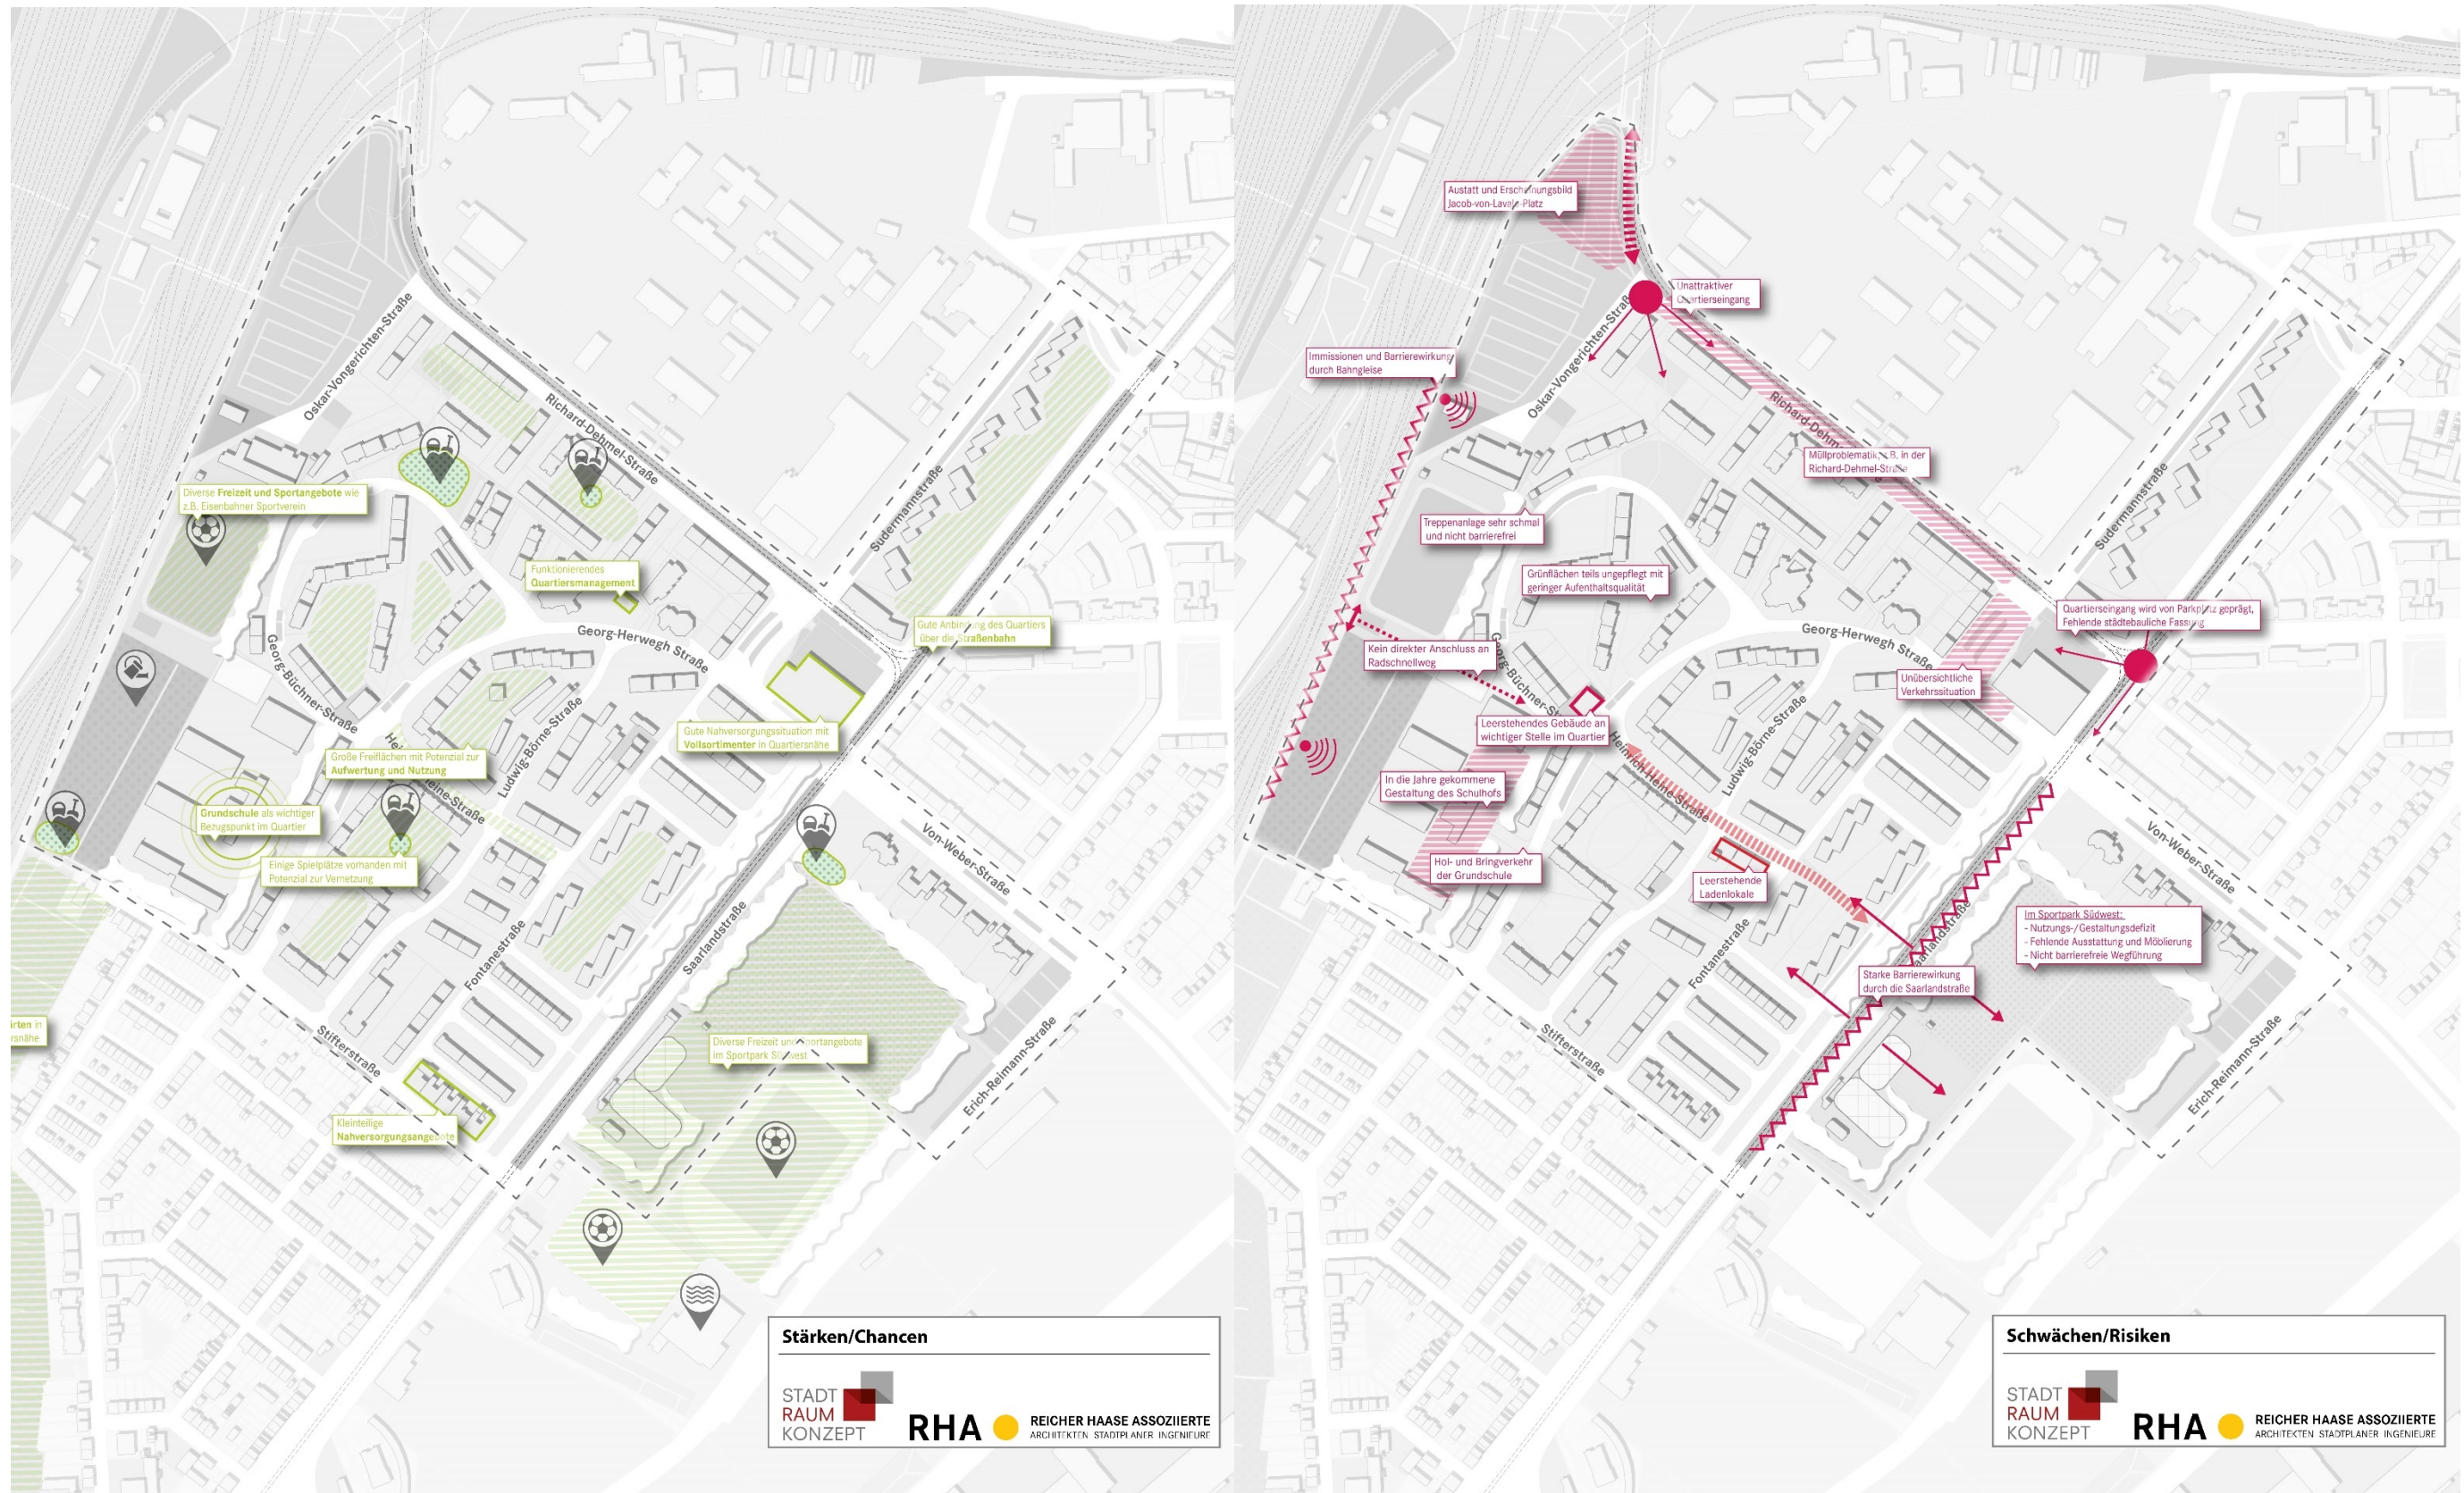 Oskar-Vongerichten-Straße
Richard-Dehmel-Straße
Sudermannstraße
Diverse Freizeit und Sportangebote wie
z.B. Eisenbahner Sportverein
Funktionierendes
Quartiersmanagement
Gute Anbindung des Quartiers
über die Straßenbahn
Georg-Herwegh Straße
Georg-Büchner-Straße
Gute Nahversorgungssituation mit
Vollsortimenter in Quartiersnähe
Große Freiflächen mit Potenzial zur
Aufwertung und Nutzung
Ludwig-Börne-Straße
Grundschule als wichtiger
Bezugspunkt im Quartier
Einige Spielplätze vorhanden mit
Potenzial zur Vernetzung
Von-Weber-Straße
Saarlandstraße
Fontanestraße
ärten in
rsnähe
Stifterstraße
Diverse Freizeit und Sportangebote
im Sportpark Südwest
Erich-Reimann-Straße
Kleinteilige
Nahversorgungsangebote
Stärken/Chancen
STADT
RAUM
KONZEPT
RHA
REICHER HAASE ASSOZIIERTE
ARCHITEKTEN STADTPLANER INGENIEURE
Austatt und Erscheinungsbild
Jacob-von-Lavale-Platz
Unattraktiver
Quartierseingang
Immissionen und Barrierewirkung
durch Bahngleise
Oskar-Vongerichten-Straß
Richard-Dehme
Müllproblematik, z.B. in der
Richard-Dehmel-Straße
Sudermannstraße
Treppenanlage sehr schmal
und nicht barrierefrei
Grünflächen teils ungepflegt mit
geringer Aufenthaltsqualität
Quartierseingang wird von Parkplatz geprägt,
Fehlende städtebauliche Fassung
Georg-Herwegh Straße
Kein direkter Anschluss an
Radschnellweg
Unübersichtliche
Verkehrssituation
Leerstehendes Gebäude an
wichtiger Stelle im Quartier
Heinrich-Heine-Straße
Ludwig-Börne-Straße
In die Jahre gekommene
Gestaltung des Schulhofs
Hol- und Bringverkehr
der Grundschule
Leerstehende
Ladenlokale
Von-Weber-Straße
Im Sportpark Südwest:
- Nutzungs-/Gestaltungsdefizit
- Fehlende Ausstattung und Möblierung
- Nicht barrierefreie Wegführung
Fontanestraße
Starke Barrierewirkung
durch die Saarlandstraße
Stifterstraße
Erich-Reimann-Straße
Schwächen/Risiken
STADT
RAUM
KONZEPT
RHA
REICHER HAASE ASSOZIIERTE
ARCHITEKTEN STADTPLANER INGENIEURE